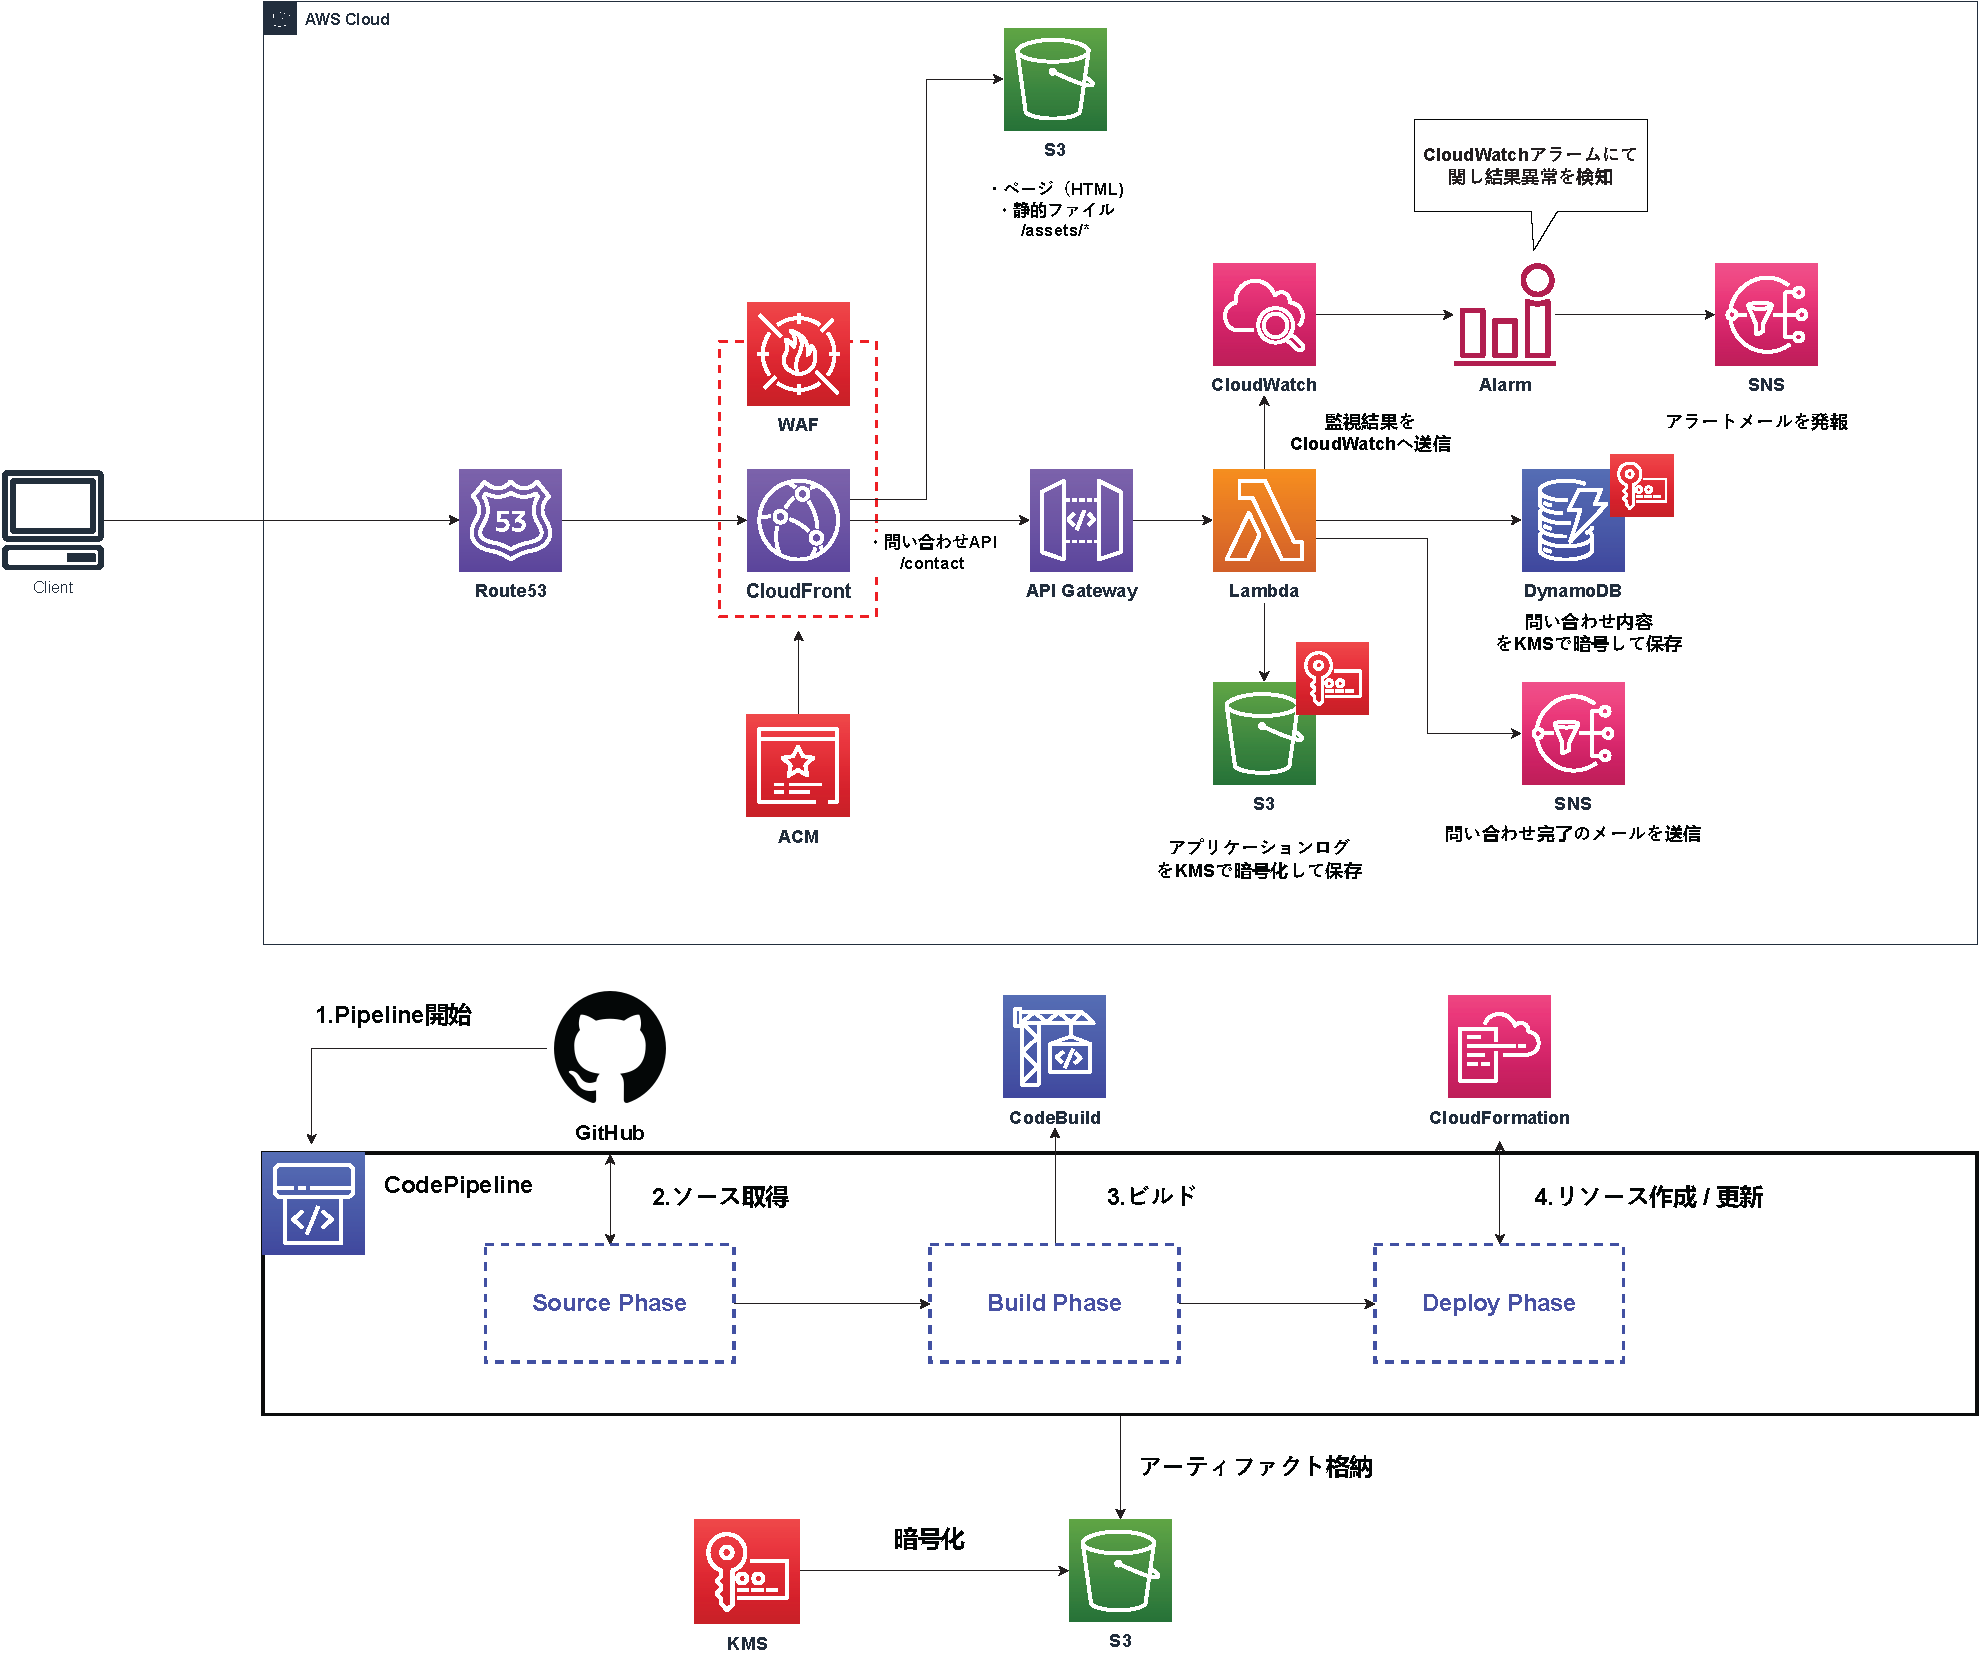 AWS Cloud
S3
・ページ（HTML)
・静的ファイル
/assets/*
CloudWatchアラームにて
関し結果異常を検知
WAF
CloudWatch
Alarm
SNS
監視結果を
CloudWatchへ送信
アラートメールを発報
Client
53
Route53
CloudFront
・問い合わせAPI
/contact
</>
API Gateway
Lambda
DynamoDB
問い合わせ内容
をKMSで暗号して保存
ACM
S3
アプリケーションログ
をKMSで暗号化して保存
SNS
問い合わせ完了のメールを送信
1.Pipeline開始
GitHub
</>
CodeBuild
CloudFormation
</>
CodePipeline
2.ソース取得
3.ビルド
4.リソース作成 / 更新
Source Phase
Build Phase
Deploy Phase
アーティファクト格納
暗号化
KMS
S3